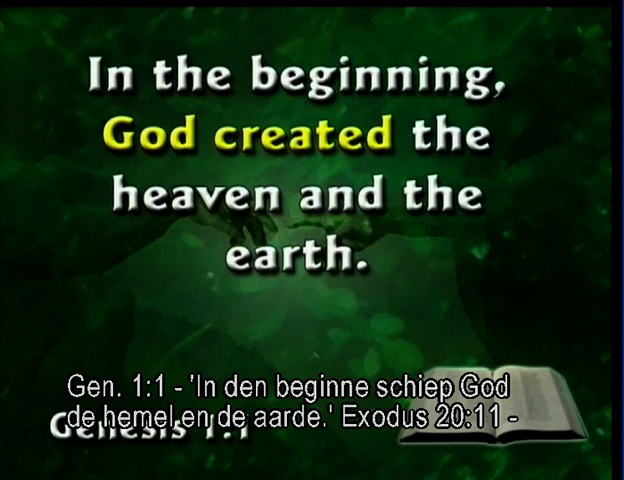 In the beginning,
God created the
heaven and the
earth.
Gen. 1:1 - 'In den beginne schiep God
de hemel en de aarde.' Exodus 20:11 -
Genesis 1:1